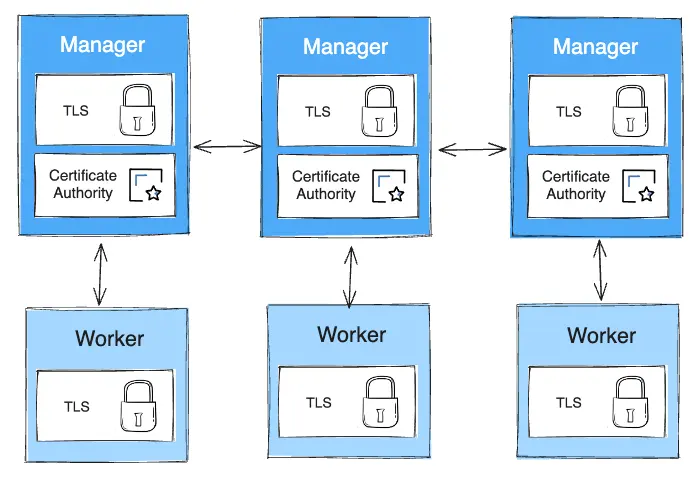 Manager
TLS
Certificate
Authority
Manager
TLS
Certificate
Authority
Manager
TLS
Certificate
Authority
Worker
TLS
Worker
TLS
Worker
TLS